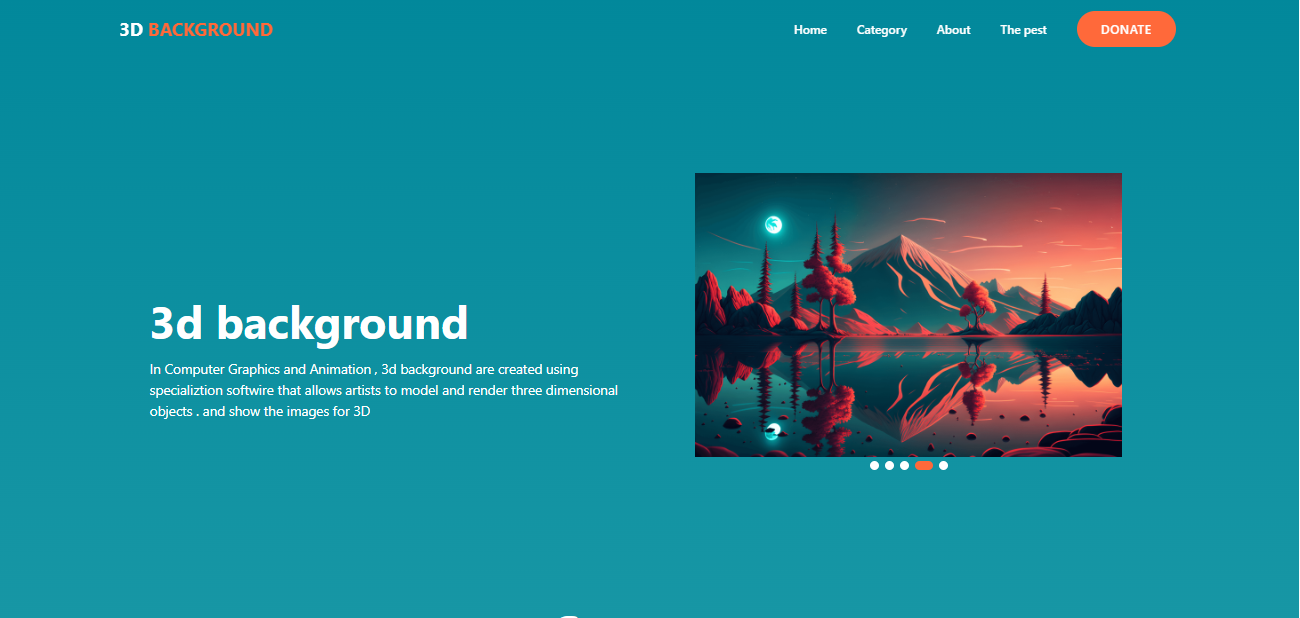 3D BACKGROUND
Home Category About The pest DONATE
3d background
In Computer Graphics and Animation , 3d background are created using
specializtion softwire that allows artists to model and render three dimensional
objects . and show the images for 3D